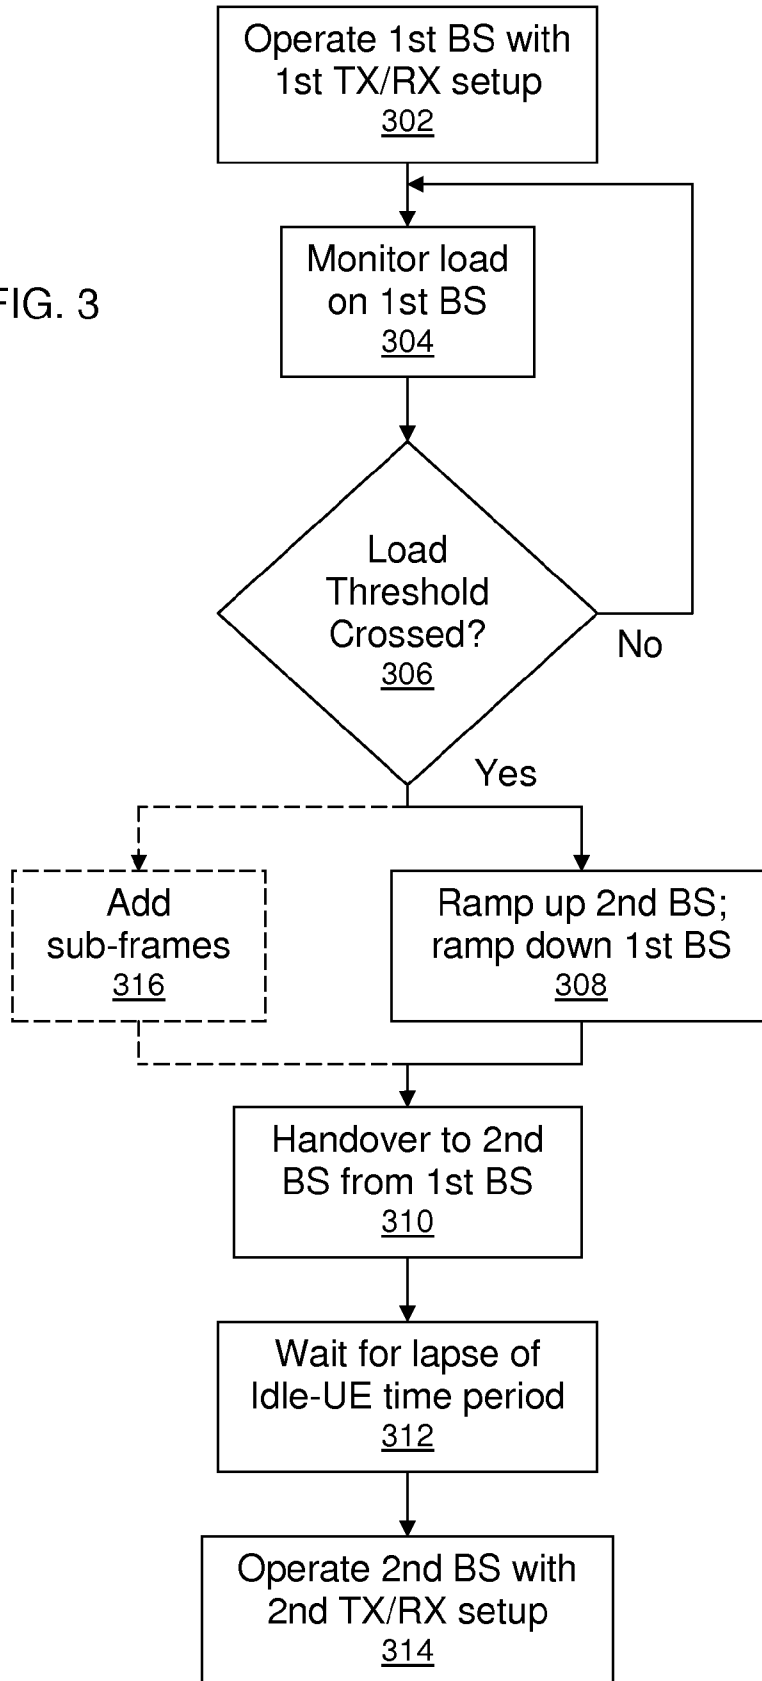 Operate 1st BS with
1st TX/RX setup
302
Monitor load
on 1st BS
304
FIG. 3
Load
Threshold
Crossed?
306
No
Yes
Add
sub-frames
316
Ramp up 2nd BS;
ramp down 1st BS
308
Handover to 2nd
BS from 1st BS
310
Wait for lapse of
Idle-UE time period
312
Operate 2nd BS with
2nd TX/RX setup
314